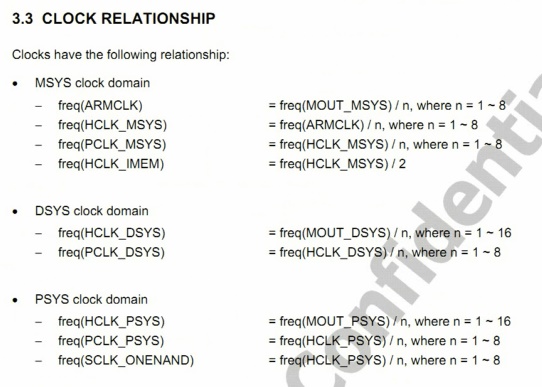 3.3 CLOCK RELATIONSHIP
Clocks have the following relationship:
• MSYS clock domain
− freq(ARMCLK) = freq(MOUT_MSYS) / n, where n = 1 ~ 8
− freq(HCLK_MSYS) = freq(ARMCLK) / n, where n = 1 ~ 8
− freq(PCLK_MSYS) = freq(HCLK_MSYS) / n, where n = 1 ~ 8
− freq(HCLK_IMEM) = freq(HCLK_MSYS) / 2
• DSYS clock domain
− freq(HCLK_DSYS) = freq(MOUT_DSYS) / n, where n = 1 ~ 16
− freq(PCLK_DSYS) = freq(HCLK_DSYS) / n, where n = 1 ~ 8
• PSYS clock domain
− freq(HCLK_PSYS) = freq(MOUT_PSYS) / n, where n = 1 ~ 16
− freq(PCLK_PSYS) = freq(HCLK_PSYS) / n, where n = 1 ~ 8
− freq(SCLK_ONENAND) = freq(HCLK_PSYS) / n, where n = 1 ~ 8
Confidenti